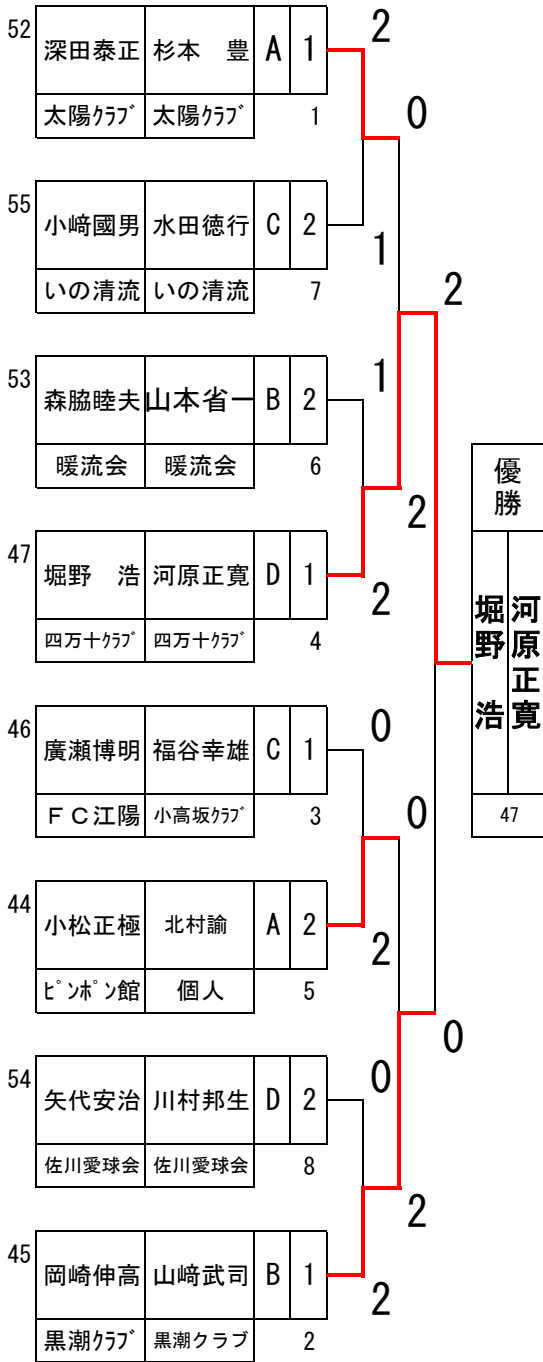 52 深田泰正 杉本 豊 A 1 2
太陽ｸﾗﾌﾞ 太陽ｸﾗﾌﾞ 1 0
55 小﨑國男 水田徳行 C 2 1
いの清流 いの清流 7 2
53 森脇睦夫 山本省一 B 2 1
暖流会 暖流会 6
47 堀野 浩 河原正寛 D 1 2
四万十ｸﾗﾌﾞ 四万十ｸﾗﾌﾞ 4 2
優勝
堀野 浩
河原正寛
47
46 廣瀬博明 福谷幸雄 C 1 0
ＦＣ江陽 小高坂ｸﾗﾌﾞ 3 0
44 小松正極 北村諭 A 2 2
ﾋﾟﾝﾎﾟﾝ館 個人 5 0
54 矢代安治 川村邦生 D 2 0
佐川愛球会 佐川愛球会 8 2
45 岡崎伸高 山﨑武司 B 1 2
黒潮ｸﾗﾌﾞ 黒潮クラブ 2